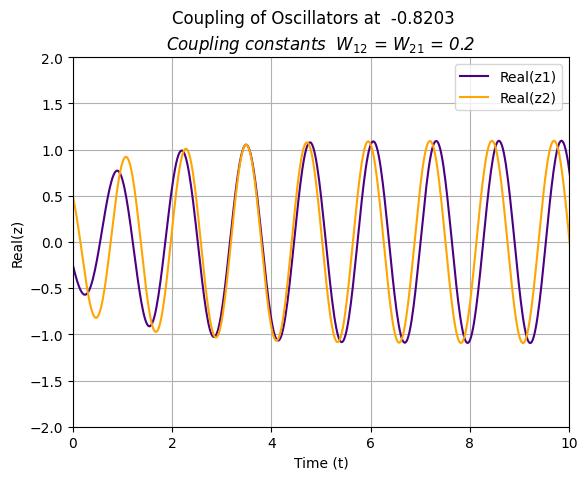 Coupling of Oscillators at  -0.8203
Coupling constants  W₁₂ = W₂₁ = 0.2
Real(z1)
Real(z2)
Real(z)
2.0
1.5
1.0
0.5
0.0
−0.5
−1.0
−1.5
−2.0
0 2 4 6 8 10
Time (t)